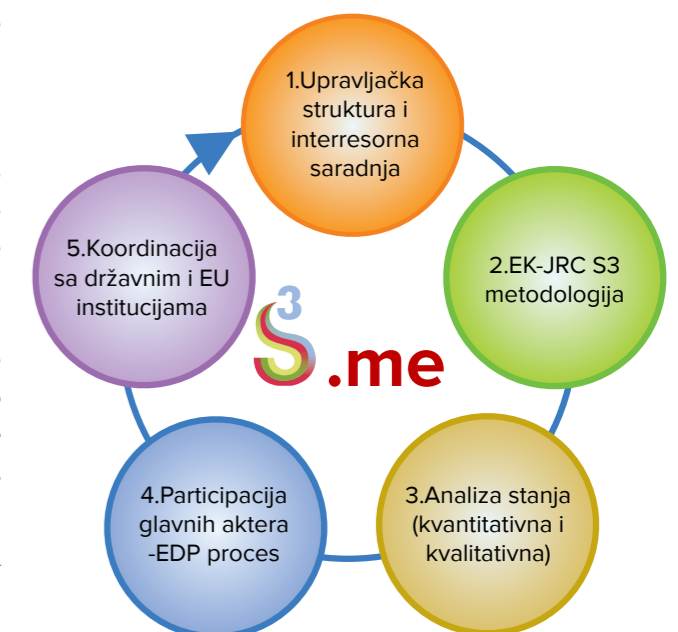 1.Upravljačka
struktura i
interresorna
saradnja
2.EK-JRC S3
metodologija
3.Analiza stanja
(kvantitativna i
kvalitativna)
4.Participacija
glavnih aktera
-EDP proces
5.Koordinacija
sa državnim i EU
institucijama
S3.me